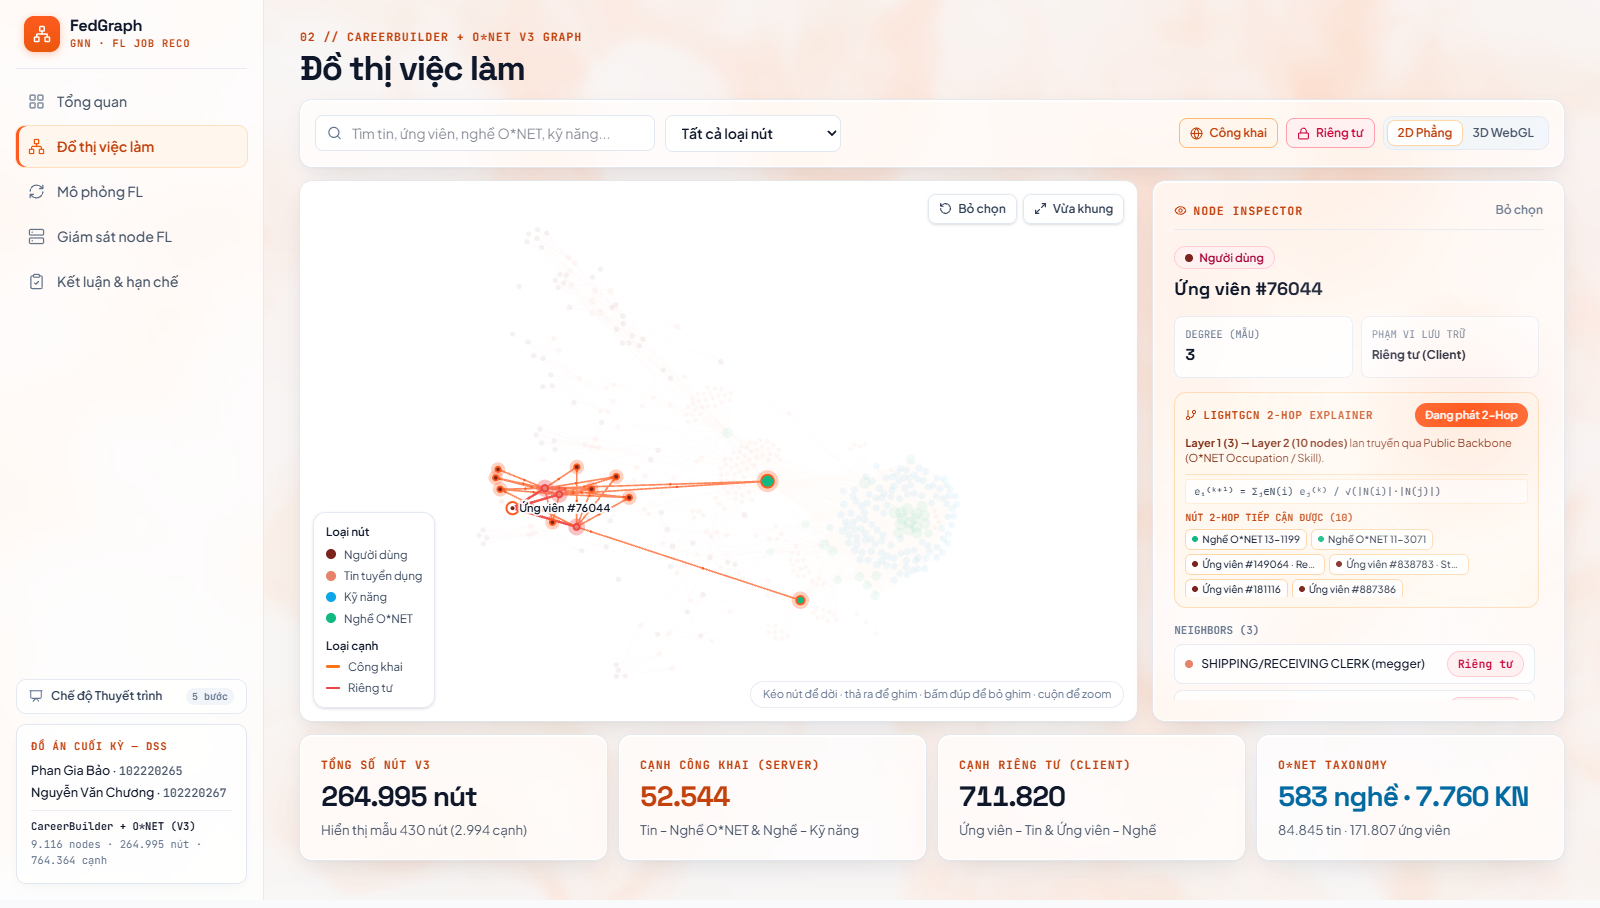 FedGraph
GNN · FL JOB RECO
Tổng quan
Đồ thị việc làm
Mô phỏng FL
Giám sát node FL
Kết luận & hạn chế
Chế độ Thuyết trình
5 bước
ĐỒ ÁN CUỐI KỲ — DSS
Phan Gia Bảo · 102220265
Nguyễn Văn Chương · 102220267
CareerBuilder + O*NET (V3)
9.116 nodes · 264.995 nút ·
764.364 cạnh
02 // CAREERBUILDER + O*NET V3 GRAPH
Đồ thị việc làm
Tìm tin, ứng viên, nghề O*NET, kỹ năng...
Tất cả loại nút
Công khai
Riêng tư
2D Phẳng
3D WebGL
Bỏ chọn
Vừa khung
Ứng viên #76044
Loại nút
Người dùng
Tin tuyển dụng
Kỹ năng
Nghề O*NET
Loại cạnh
Công khai
Riêng tư
Kéo nút để dời · thả ra để ghim · bấm đúp để bỏ ghim · cuộn để zoom
NODE INSPECTOR
Bỏ chọn
Người dùng
Ứng viên #76044
DEGREE (MẪU)
3
PHẠM VI LƯU TRỮ
Riêng tư (Client)
LIGHTGCN 2-HOP EXPLAINER
Đang phát 2-Hop
Layer 1 (3) → Layer 2 (10 nodes) lan truyền qua Public Backbone
(O*NET Occupation / Skill).
eᵢ⁽ᵏ⁺¹⁾ = Σⱼ∈N(i) eⱼ⁽ᵏ⁾ / √(|N(i)|·|N(j)|)
NÚT 2-HOP TIẾP CẬN ĐƯỢC (10)
Nghề O*NET 13-1199
Nghề O*NET 11-3071
Ứng viên #149064 · Re...
Ứng viên #838783 · St...
Ứng viên #181116
Ứng viên #887386
NEIGHBORS (3)
SHIPPING/RECEIVING CLERK (megger)
Riêng tư
TỔNG SỐ NÚT V3
264.995 nút
Hiển thị mẫu 430 nút (2.994 cạnh)
CẠNH CÔNG KHAI (SERVER)
52.544
Tin – Nghề O*NET & Nghề – Kỹ năng
CẠNH RIÊNG TƯ (CLIENT)
711.820
Ứng viên – Tin & Ứng viên – Nghề
O*NET TAXONOMY
583 nghề · 7.760 KN
84.845 tin · 171.807 ứng viên